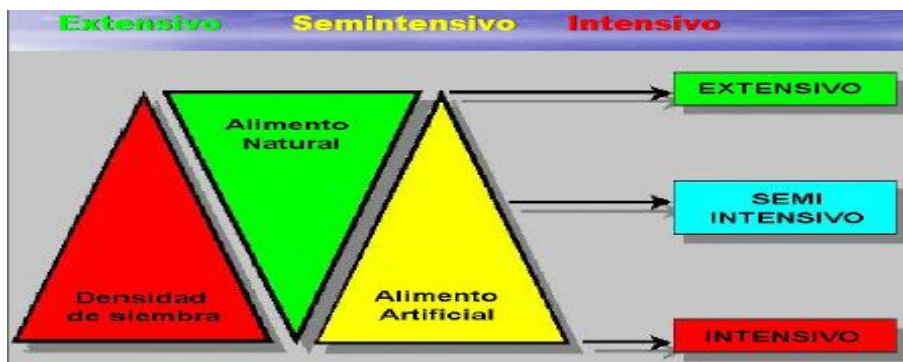 Extensivo Semintensivo Intensivo
Alimento
Natural
Densidad
de siembra
Alimento
Artificial
EXTENSIVO
SEMI
INTENSIVO
INTENSIVO